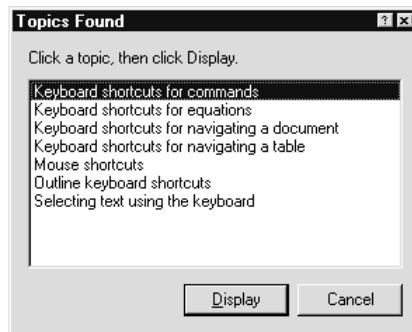 Topics Found
Click a topic, then click Display.
Keyboard shortcuts for commands
Keyboard shortcuts for equations
Keyboard shortcuts for navigating a document
Keyboard shortcuts for navigating a table
Mouse shortcuts
Outline keyboard shortcuts
Selecting text using the keyboard
Display
Cancel